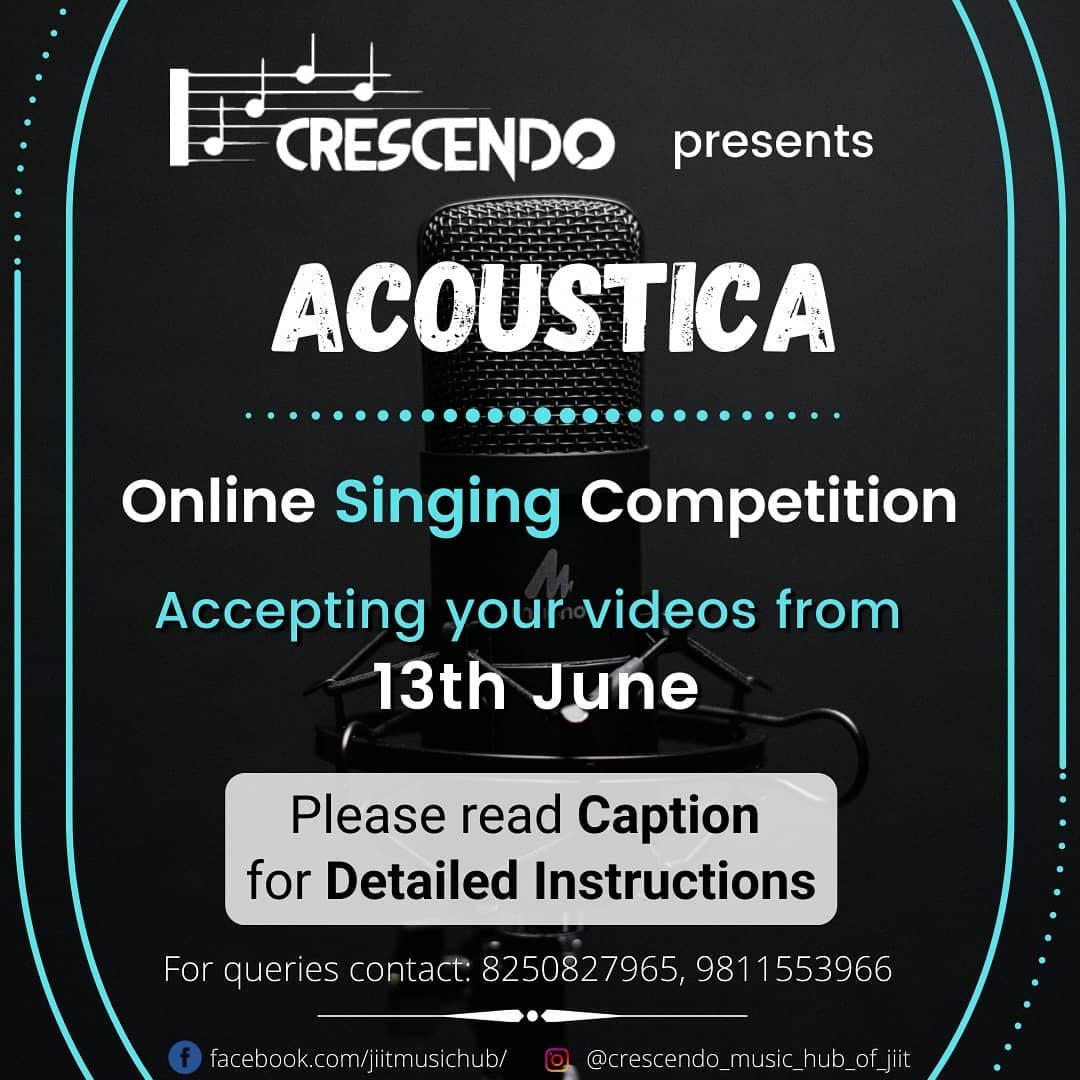 CRESCENDO presents
ACOUSTICA
Online Singing Competition
Accepting your videos from
13th June
Please read Caption
for Detailed Instructions
For queries contact: 8250827965, 9811553966
facebook.com/jiitmusichub/ @crescendo_music_hub_of_jiit